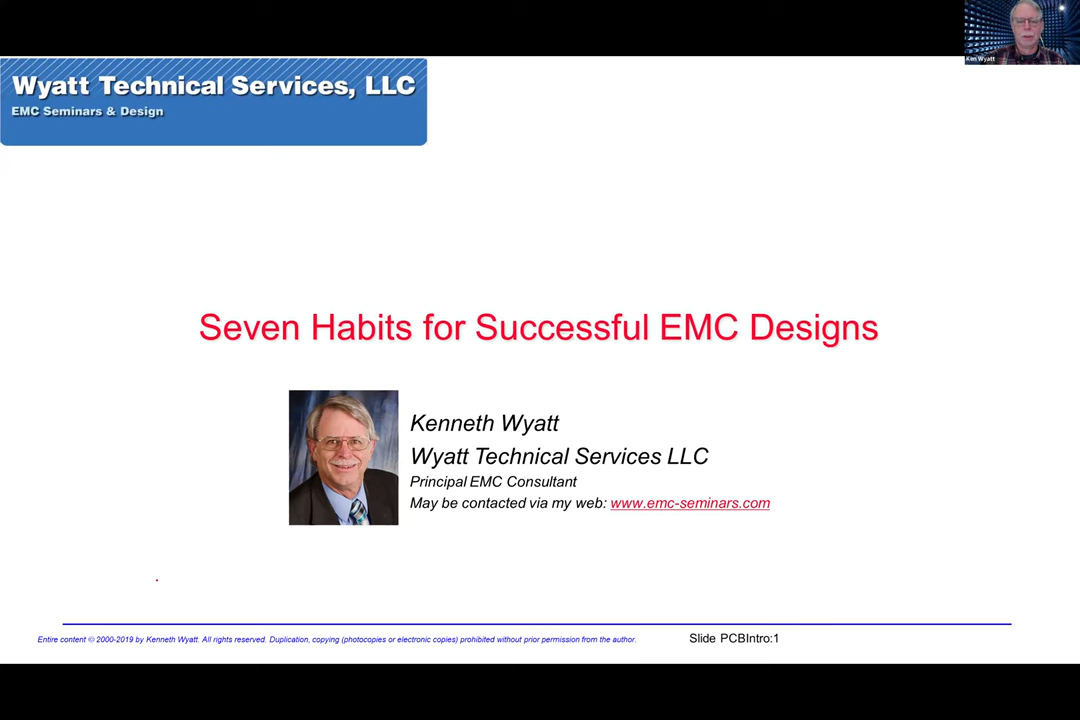 Wyatt Technical Services, LLC
EMC Seminars & Design
Ken Wyatt
Seven Habits for Successful EMC Designs
Kenneth Wyatt
Wyatt Technical Services LLC
Principal EMC Consultant
May be contacted via my web: www.emc-seminars.com
Entire content © 2000-2019 by Kenneth Wyatt. All rights reserved. Duplication, copying (photocopies or electronic copies) prohibited without prior permission from the author.
Slide PCBIntro:1